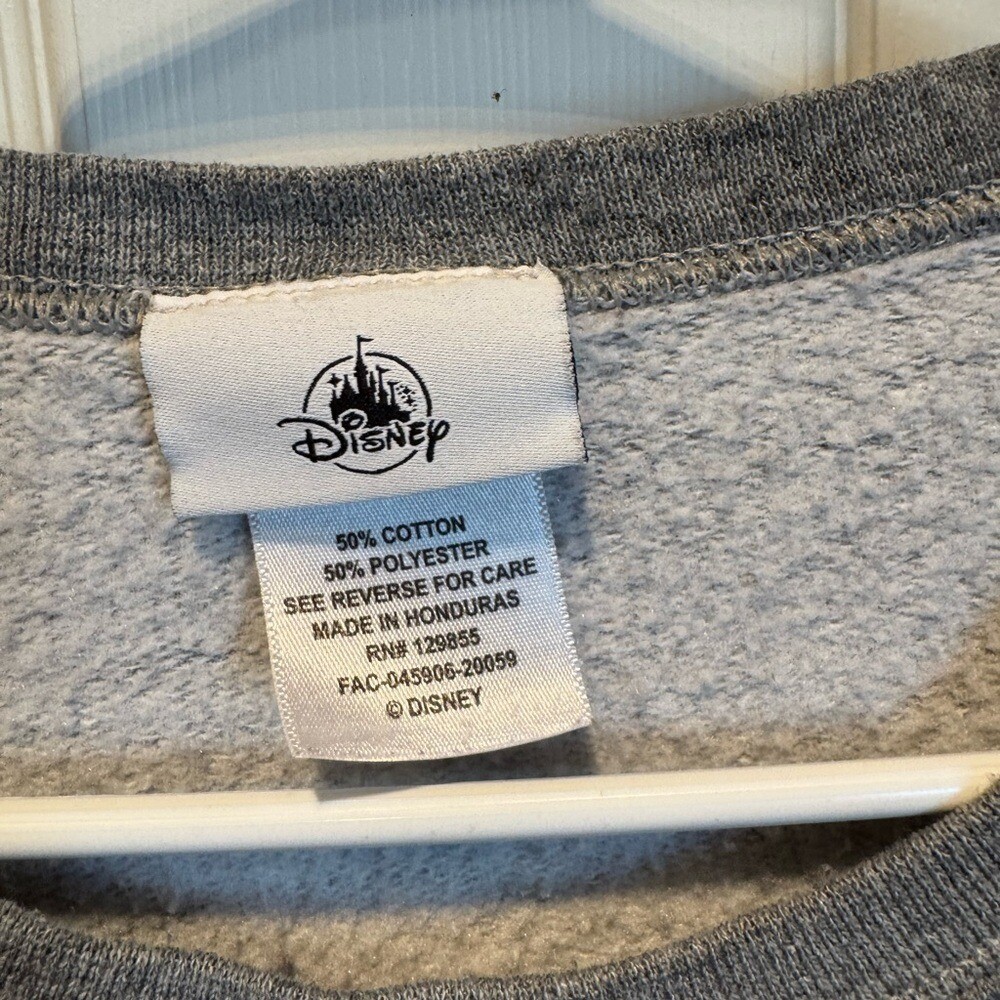 Disney
50% COTTON
50% POLYESTER
SEE REVERSE FOR CARE
MADE IN HONDURAS
RN# 129855
FAC-045906-20059
© DISNEY